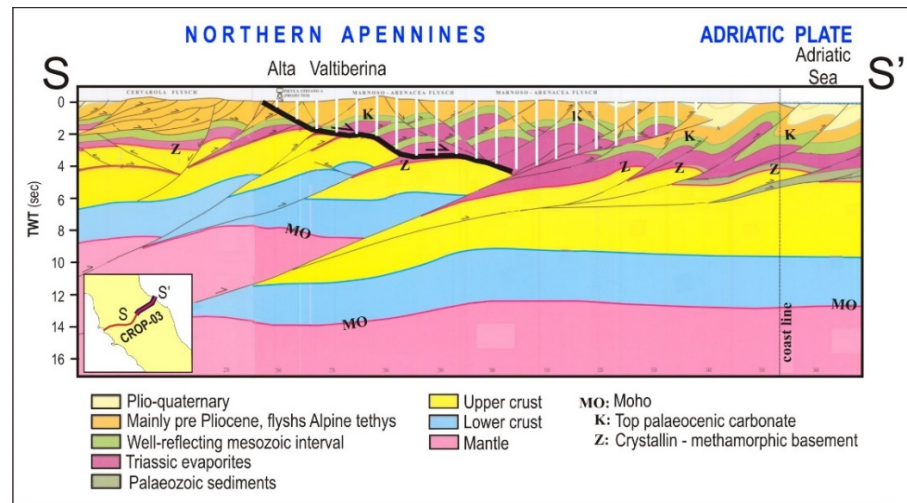 NORTHERN APENNINES
ADRIATIC PLATE
S
Alta Valtiberina
Adriatic
Sea
S'
CERVAROLA FLYSCH
MARNOSO-ARENACEA FLYSCH
MARNOSO-ARENACEA FLYSCH
TWT (sec)
0
2
4
6
8
10
12
14
16
K
K
K
K
Z
Z
Z
Z
Z
MO
MO
MO
coast line
S
S'
CROP-03
Plio-quaternary
Mainly pre Pliocene, flyshs Alpine tethys
Well-reflecting mesozoic interval
Triassic evaporites
Palaeozoic sediments
Upper crust
Lower crust
Mantle
MO: Moho
K: Top palaeocenic carbonate
Z: Crystallin - methamorphic basement